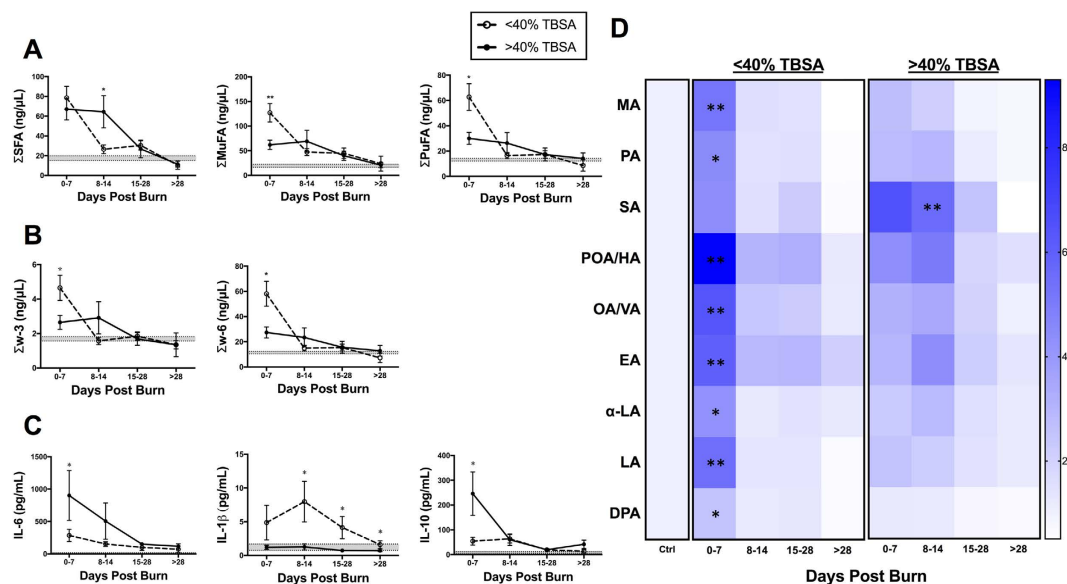 <40% TBSA
>40% TBSA
A
ΣSFA (ng/μL)
100
80
60
40
20
0
0-7
8-14
15-28
>28
Days Post Burn
*
ΣMuFA (ng/μL)
200
150
100
50
0
0-7
8-14
15-28
>28
Days Post Burn
**
ΣPuFA (ng/μL)
80
60
40
20
0
0-7
8-14
15-28
>28
Days Post Burn
*
B
Σw-3 (ng/μL)
6
4
2
0
0-7
8-14
15-28
>28
Days Post Burn
*
Σw-6 (ng/μL)
80
60
40
20
0
0-7
8-14
15-28
>28
Days Post Burn
*
C
IL-6 (pg/mL)
1500
1000
500
0
0-7
8-14
15-28
>28
Days Post Burn
*
IL-1β (pg/mL)
15
10
5
0
0-7
8-14
15-28
>28
Days Post Burn
*
*
*
IL-10 (pg/mL)
400
300
200
100
0
0-7
8-14
15-28
>28
Days Post Burn
*
D
<40% TBSA
>40% TBSA
MA
**
PA
*
SA
**
POA/HA
**
OA/VA
**
EA
**
α-LA
*
LA
**
DPA
*
Ctrl
0-7
8-14
15-28
>28
0-7
8-14
15-28
>28
Days Post Burn
8
6
4
2